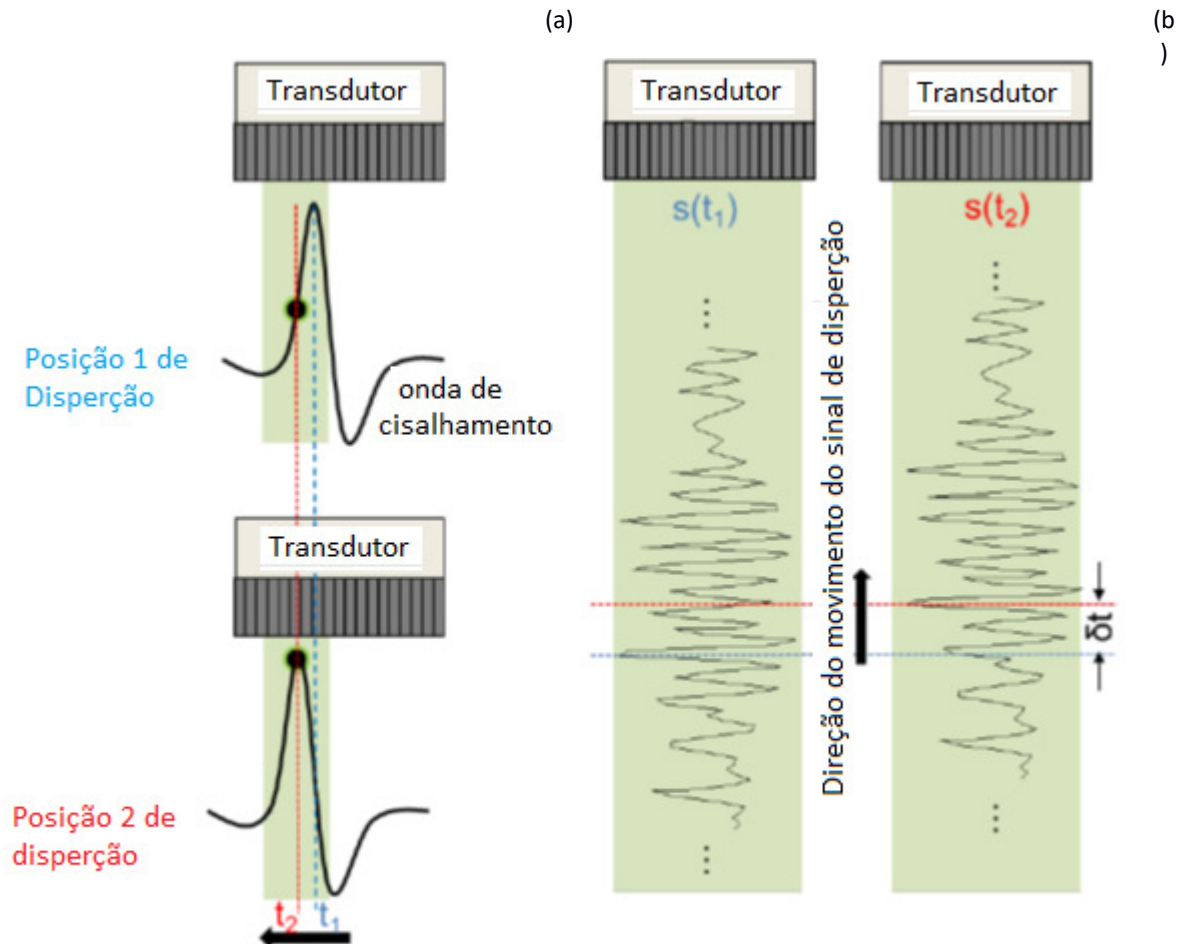 (a)
(b
)
Transdutor
Posição 1 de
Disperção
onda de
cisalhamento
Transdutor
Posição 2 de
disperção
t₂ t₁
Transdutor
s(t₁)
Direção do movimento do sinal de disperção
Transdutor
s(t₂)
δt